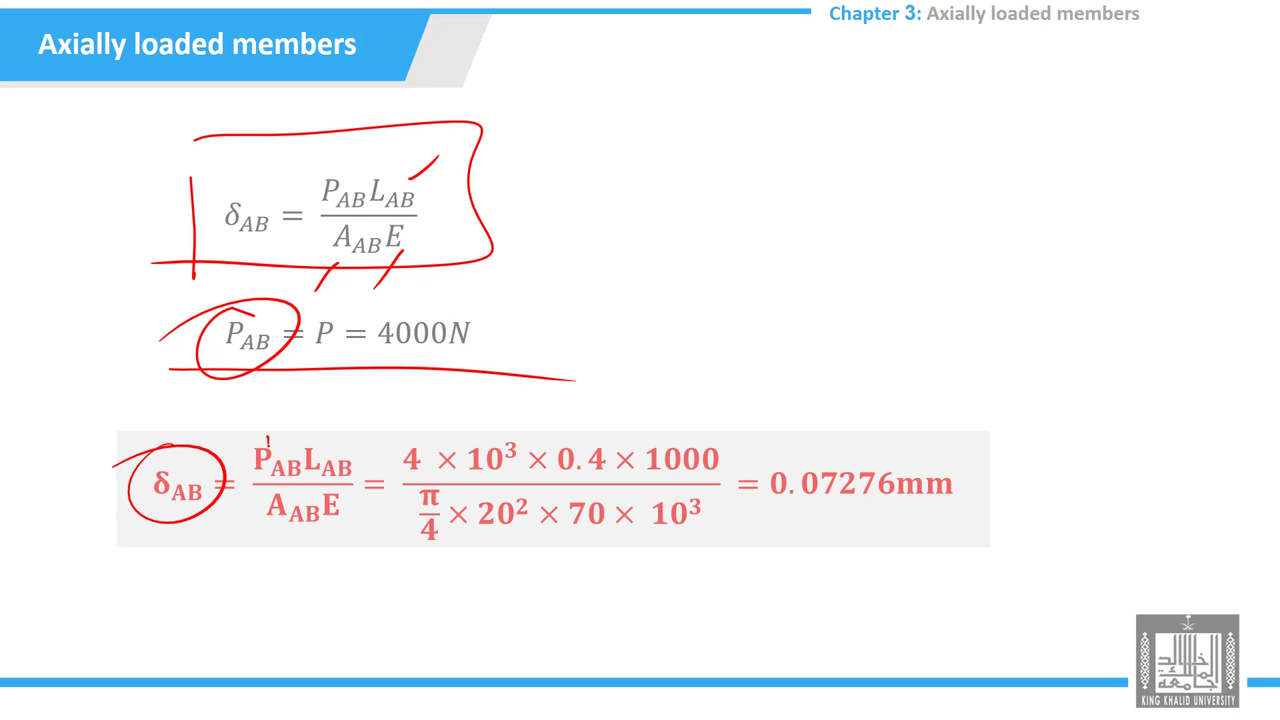 Chapter 3: Axially loaded members
Axially loaded members
δ_AB = P_AB L_AB / A_AB E
P_AB = P = 4000N
δ_AB = P_AB L_AB / A_AB E = 4 × 10³ × 0.4 × 1000 / π/4 × 20² × 70 × 10³ = 0.07276mm
KING KHALID UNIVERSITY